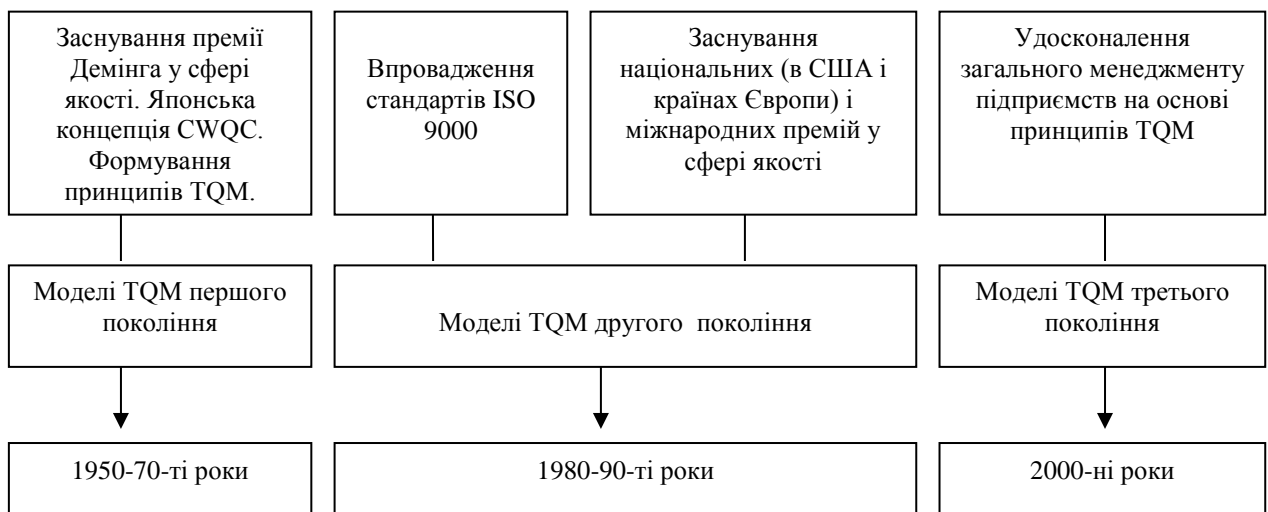 Заснування премії
Демінга у сфері
якості. Японська
концепція CWQC.
Формування
принципів TQM.
Впровадження
стандартів ISO
9000
Заснування
національних (в США і
країнах Європи) і
міжнародних премій у
сфері якості
Удосконалення
загального менеджменту
підприємств на основі
принципів TQM
Моделі TQM першого
покоління
Моделі TQM другого  покоління
Моделі TQM третього
покоління
1950-70-ті роки
1980-90-ті роки
2000-ні роки